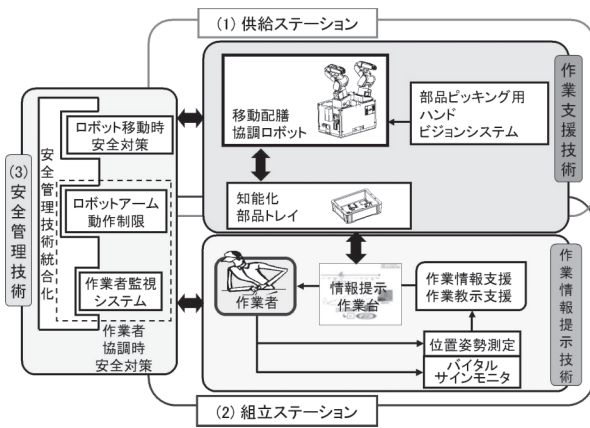 (1) 供給ステーション
移動配膳
協調ロボット
部品ピッキング用
ハンド
ビジョンシステム
作業支援技術
知能化
部品トレイ
(3)安全管理技術
安全管理技術統合化
ロボット移動時
安全対策
ロボットアーム
動作制限
作業者監視
システム
作業者
協調時
安全対策
作業者
情報提示
作業台
作業情報支援
作業教示支援
位置姿勢測定
バイタル
サインモニタ
作業情報提示技術
(2) 組立ステーション